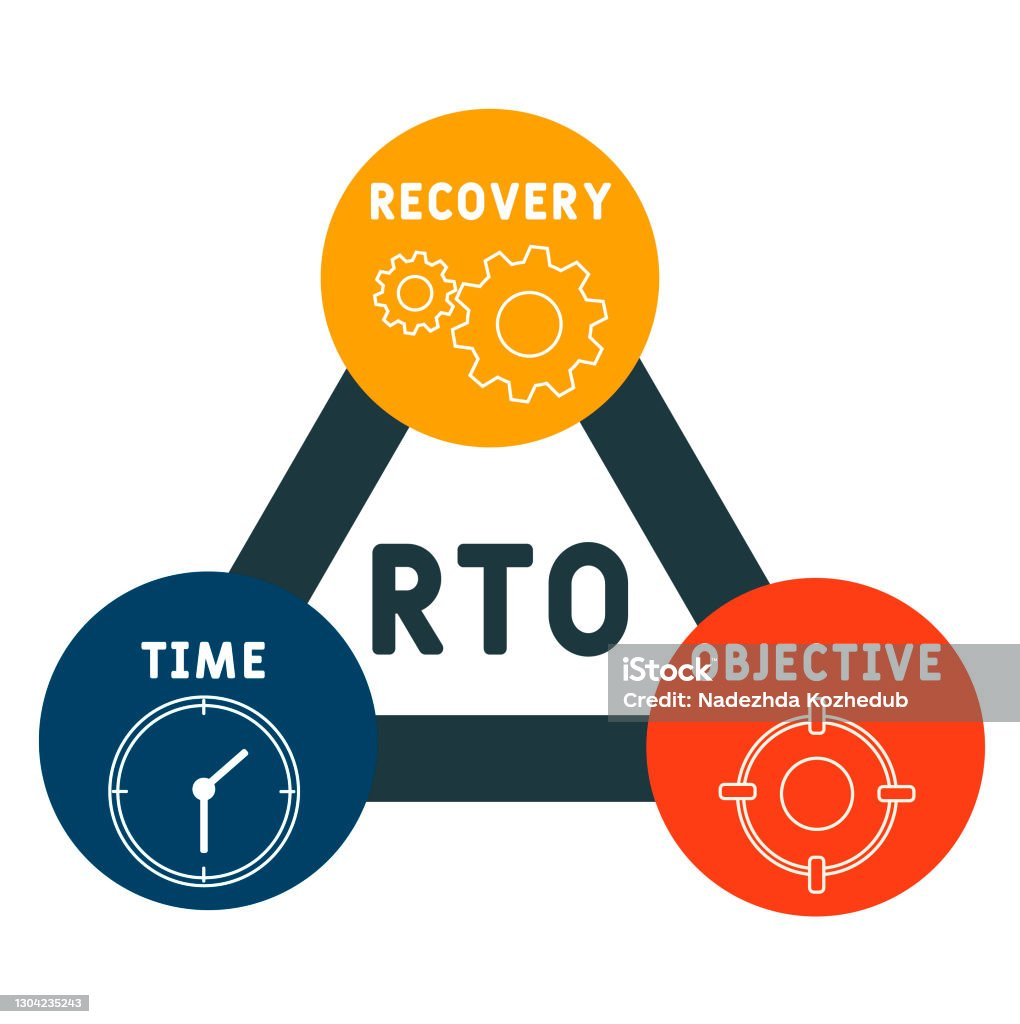 RECOVERY
RTO
TIME
OBJECTIVE
iStock
Credit: Nadezhda Kozhedub
1304235243